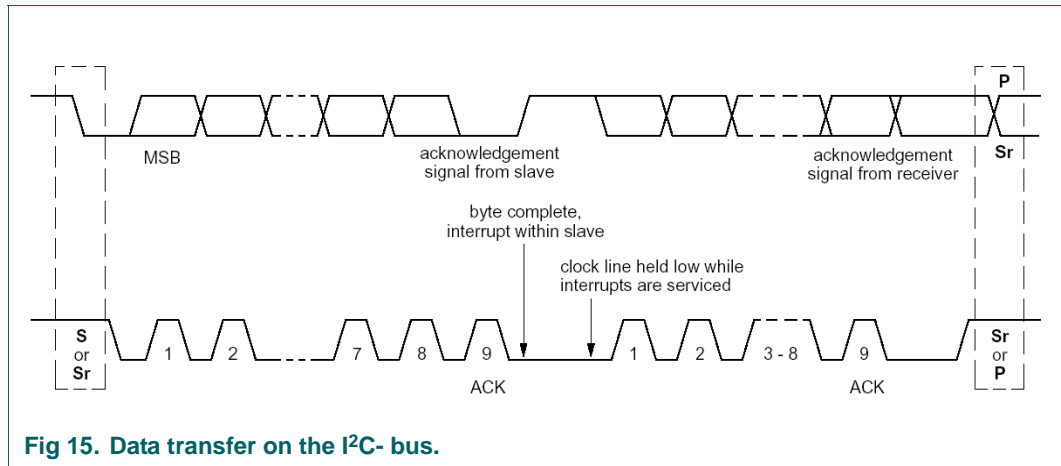 P
Sr
MSB
acknowledgement
signal from slave
acknowledgement
signal from receiver
byte complete,
interrupt within slave
clock line held low while
interrupts are serviced
S
or
Sr
1
2
7
8
9
1
2
3 - 8
9
Sr
or
P
ACK
ACK
Fig 15. Data transfer on the I²C- bus.